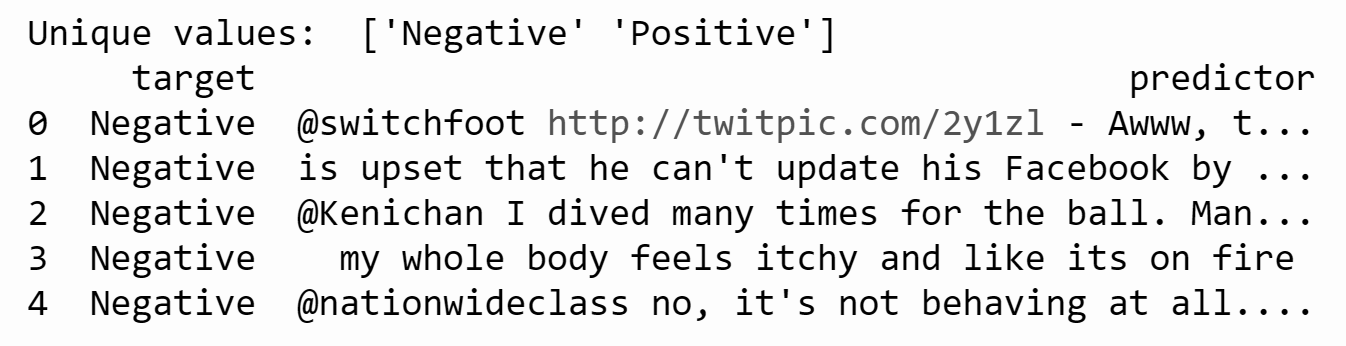 Unique values:  ['Negative' 'Positive']
target predictor
0 Negative @switchfoot http://twitpic.com/2y1zl - Awww, t...
1 Negative is upset that he can't update his Facebook by ...
2 Negative @Kenichan I dived many times for the ball. Man...
3 Negative my whole body feels itchy and like its on fire
4 Negative @nationwideclass no, it's not behaving at all....